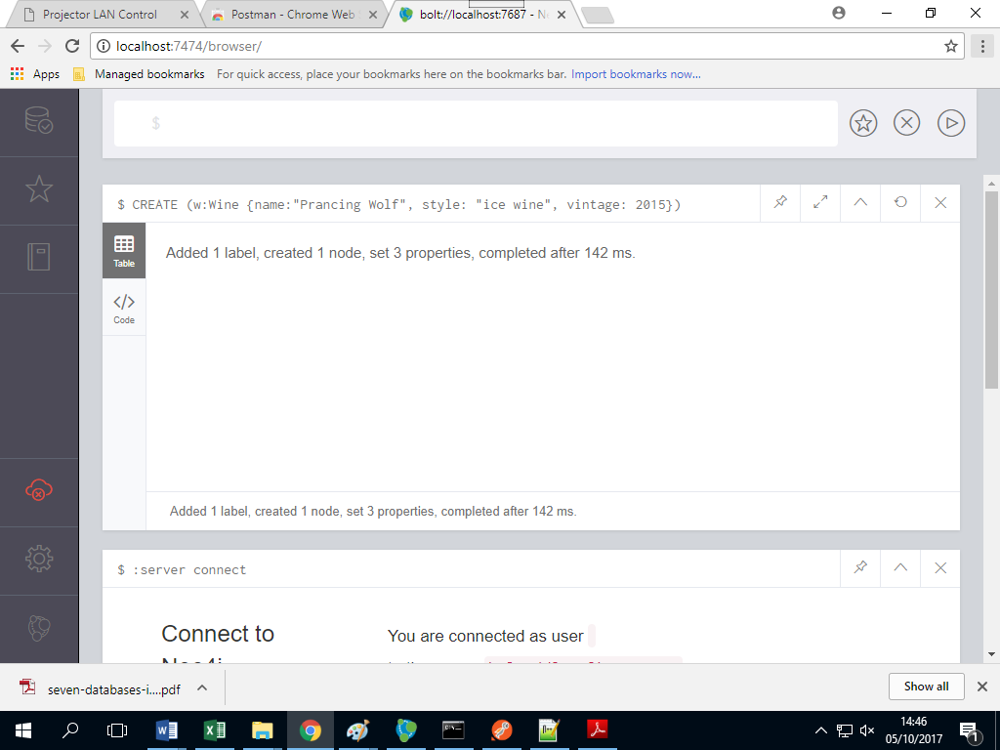 Projector LAN Control
Postman - Chrome Web
bolt://localhost:7687 - N
localhost:7474/browser/
Apps
Managed bookmarks
For quick access, place your bookmarks here on the bookmarks bar. Import bookmarks now...
$
$ CREATE (w:Wine {name:"Prancing Wolf", style: "ice wine", vintage: 2015})
Table
Added 1 label, created 1 node, set 3 properties, completed after 142 ms.
Code
Added 1 label, created 1 node, set 3 properties, completed after 142 ms.
$ :server connect
Connect to
You are connected as user
seven-databases-i....pdf
Show all
14:46
05/10/2017
1